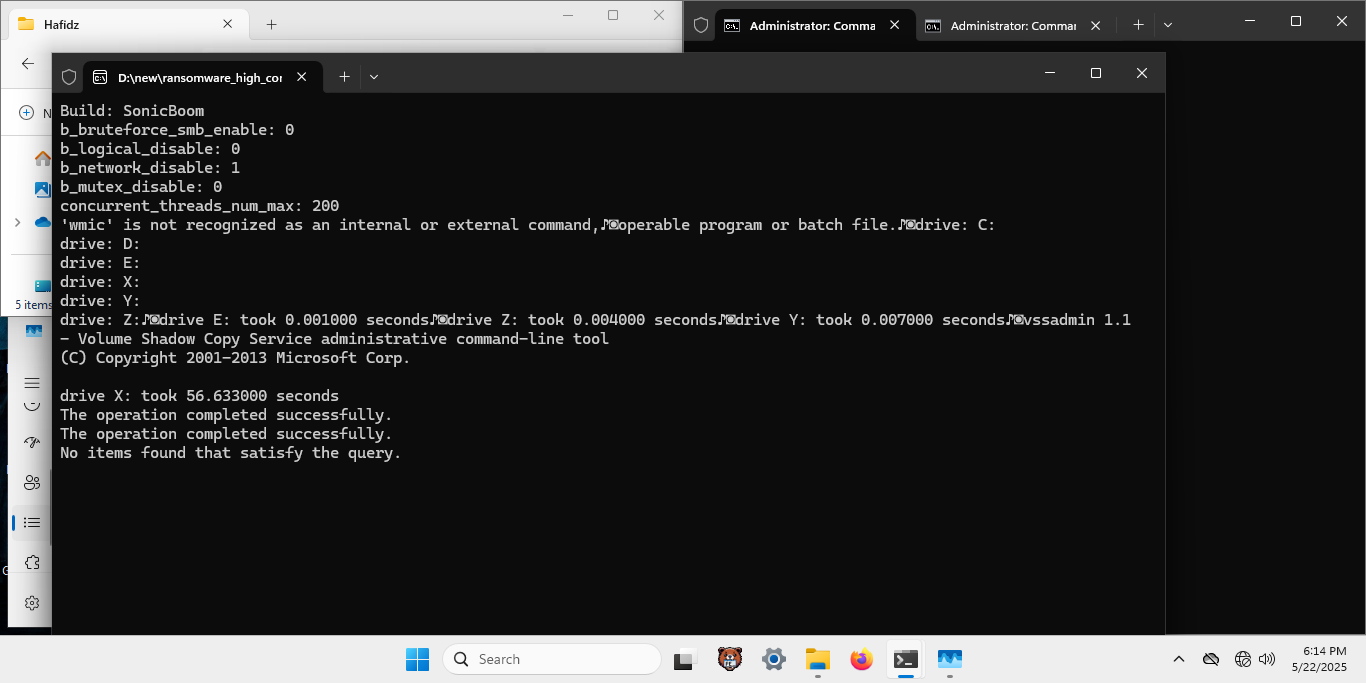 Hafidz
Administrator: Comma
Administrator: Commar
D:\new\ransomware_high_cor
N
Build: SonicBoom
b_bruteforce_smb_enable: 0
b_logical_disable: 0
b_network_disable: 1
b_mutex_disable: 0
concurrent_threads_num_max: 200
'wmic' is not recognized as an internal or external command,♪◙operable program or batch file.♪◙drive: C:
drive: D:
drive: E:
drive: X:
drive: Y:
drive: Z:♪◙drive E: took 0.001000 seconds♪◙drive Z: took 0.004000 seconds♪◙drive Y: took 0.007000 seconds♪◙vssadmin 1.1
- Volume Shadow Copy Service administrative command-line tool
(C) Copyright 2001-2013 Microsoft Corp.
drive X: took 56.633000 seconds
The operation completed successfully.
The operation completed successfully.
No items found that satisfy the query.
5 items
Search
6:14 PM
5/22/2025